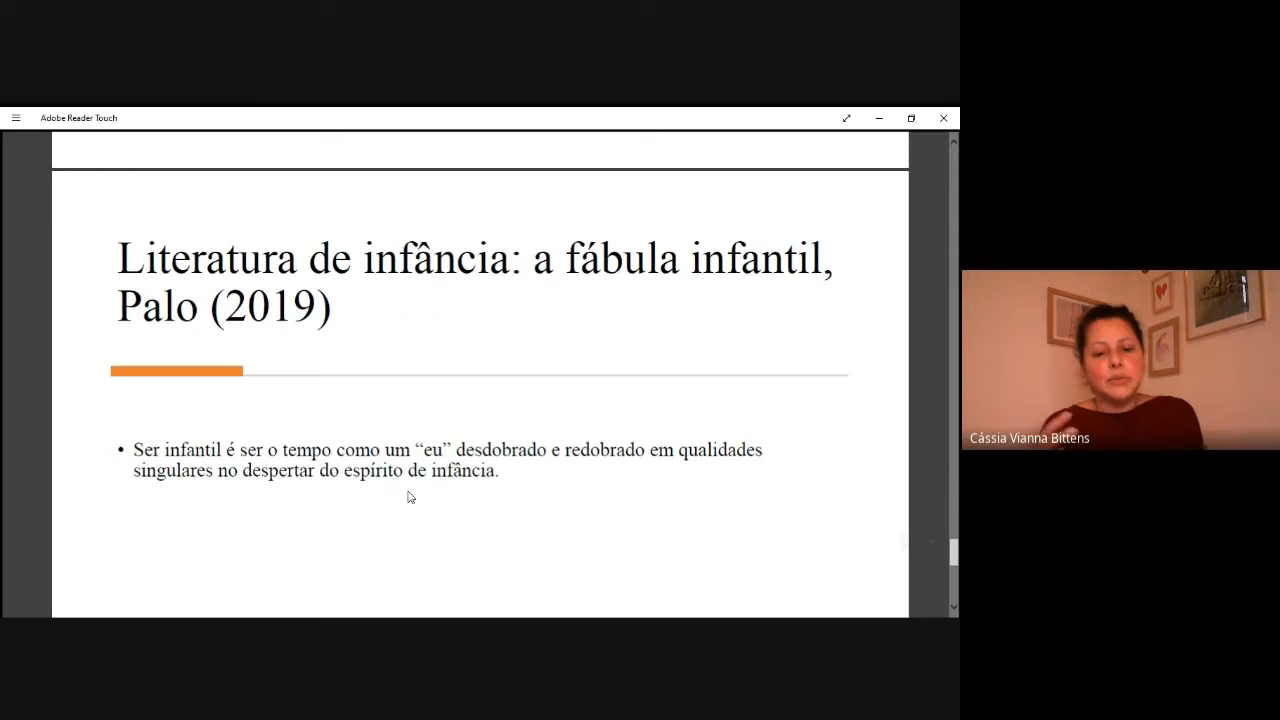 Adobe Reader Touch
Literatura de infância: a fábula infantil,
Palo (2019)
• Ser infantil é ser o tempo como um “eu” desdobrado e redobrado em qualidades
singulares no despertar do espírito de infância.
Cássia Vianna Bittens